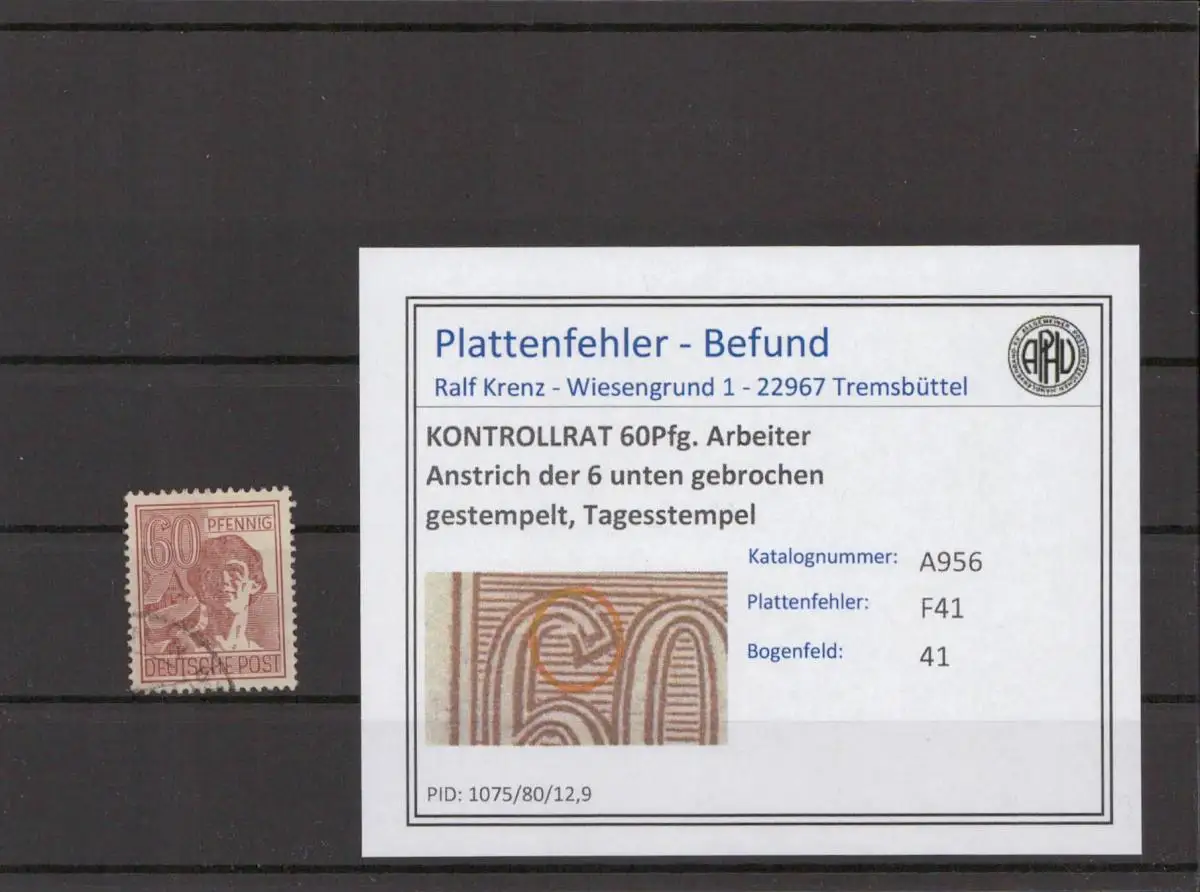 60 PFENNIG
DEUTSCHE POST
Plattenfehler - Befund
Ralf Krenz - Wiesengrund 1 - 22967 Tremsbüttel
APHV
KONTROLLRAT 60Pfg. Arbeiter
Anstrich der 6 unten gebrochen
gestempelt, Tagesstempel
Katalognummer: A956
Plattenfehler: F41
Bogenfeld: 41
60
PID: 1075/80/12,9